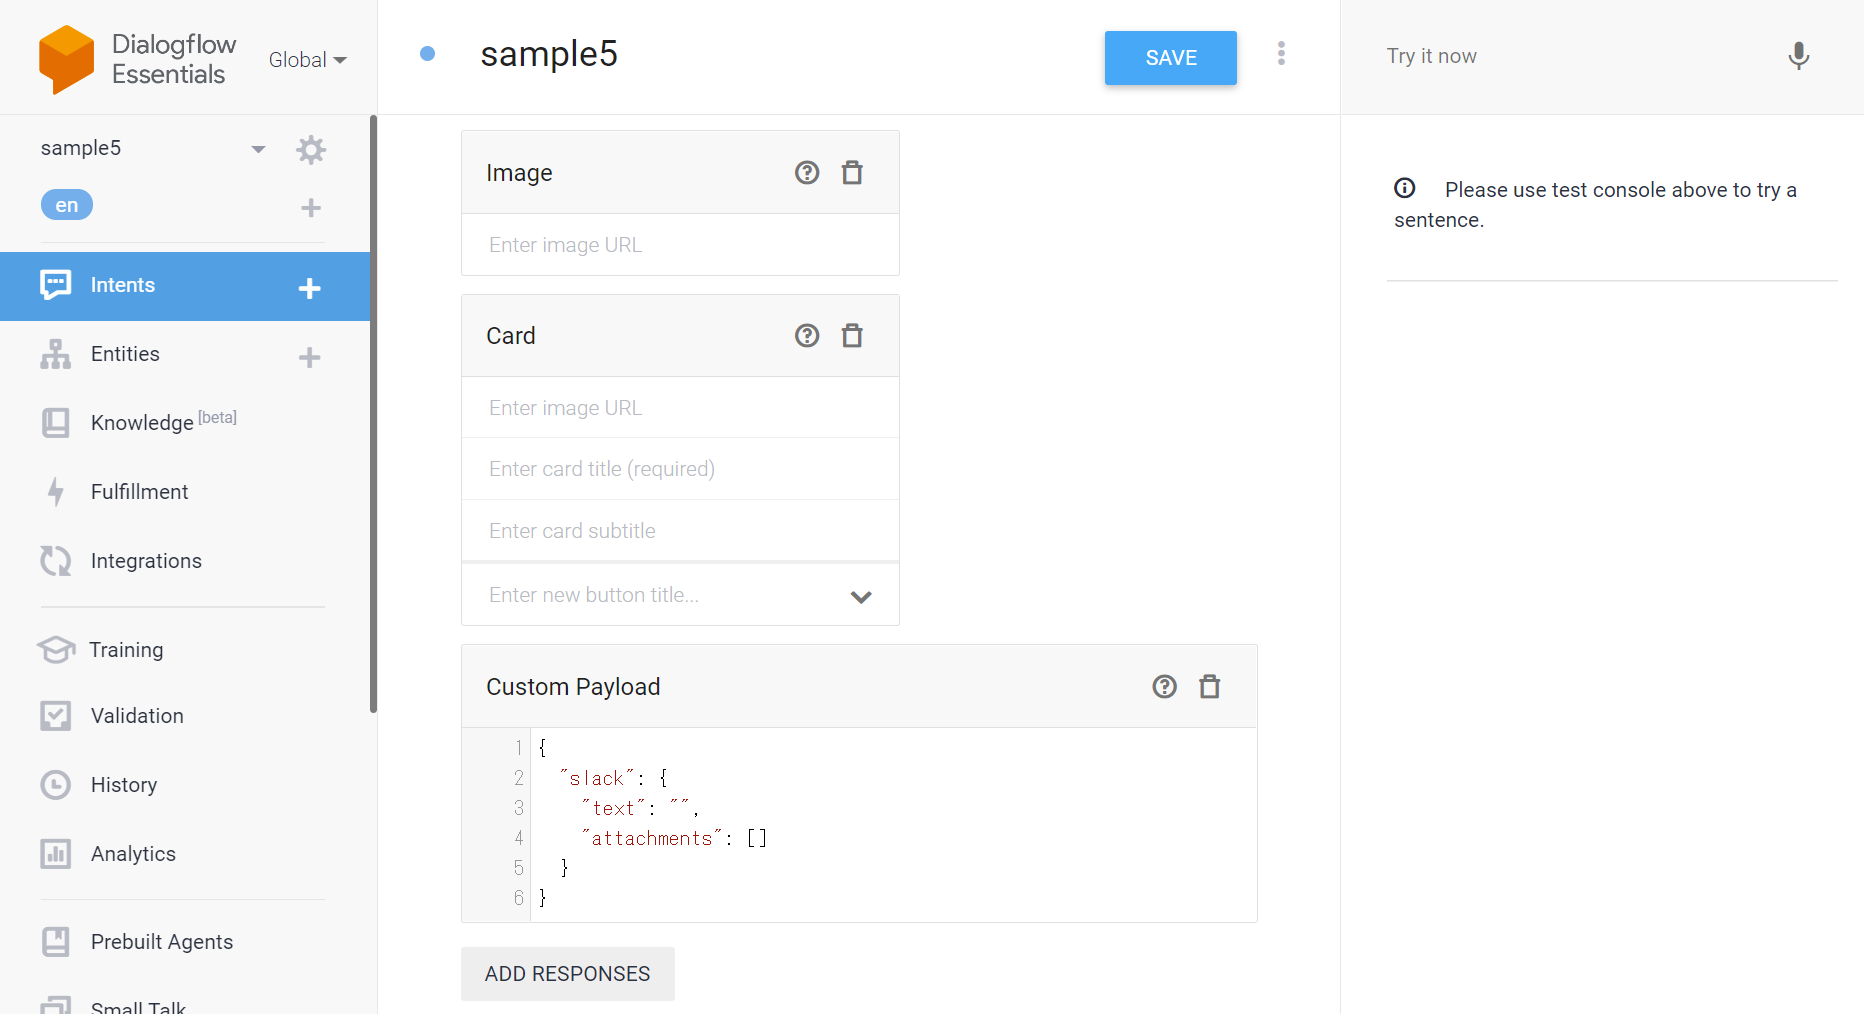 Dialogflow
Essentials
Global
sample5
en
Intents
Entities
Knowledge [beta]
Fulfillment
Integrations
Training
Validation
History
Analytics
Prebuilt Agents
Small Talk
sample5
SAVE
Image
Enter image URL
Card
Enter image URL
Enter card title (required)
Enter card subtitle
Enter new button title...
Custom Payload
1 {
2   "slack": {
3     "text": "",
4     "attachments": []
5   }
6 }
ADD RESPONSES
Try it now
Please use test console above to try a
sentence.